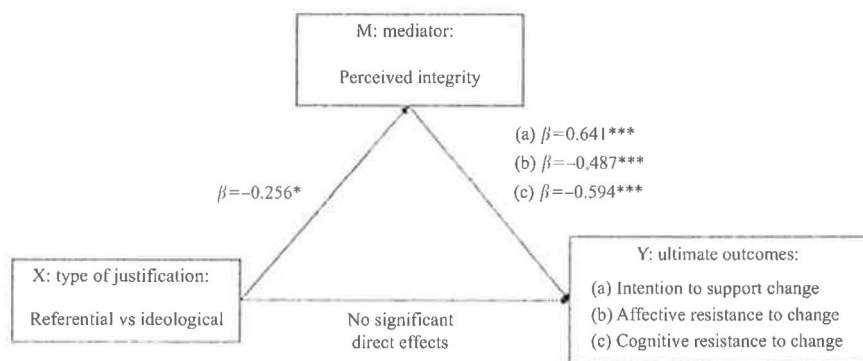 M: mediator:
Perceived integrity
(a) β=0.641***
(b) β=−0.487***
(c) β=−0.594***
β=−0.256*
X: type of justification:
Referential vs ideological
No significant
direct effects
Y: ultimate outcomes:
(a) Intention to support change
(b) Affective resistance to change
(c) Cognitive resistance to change